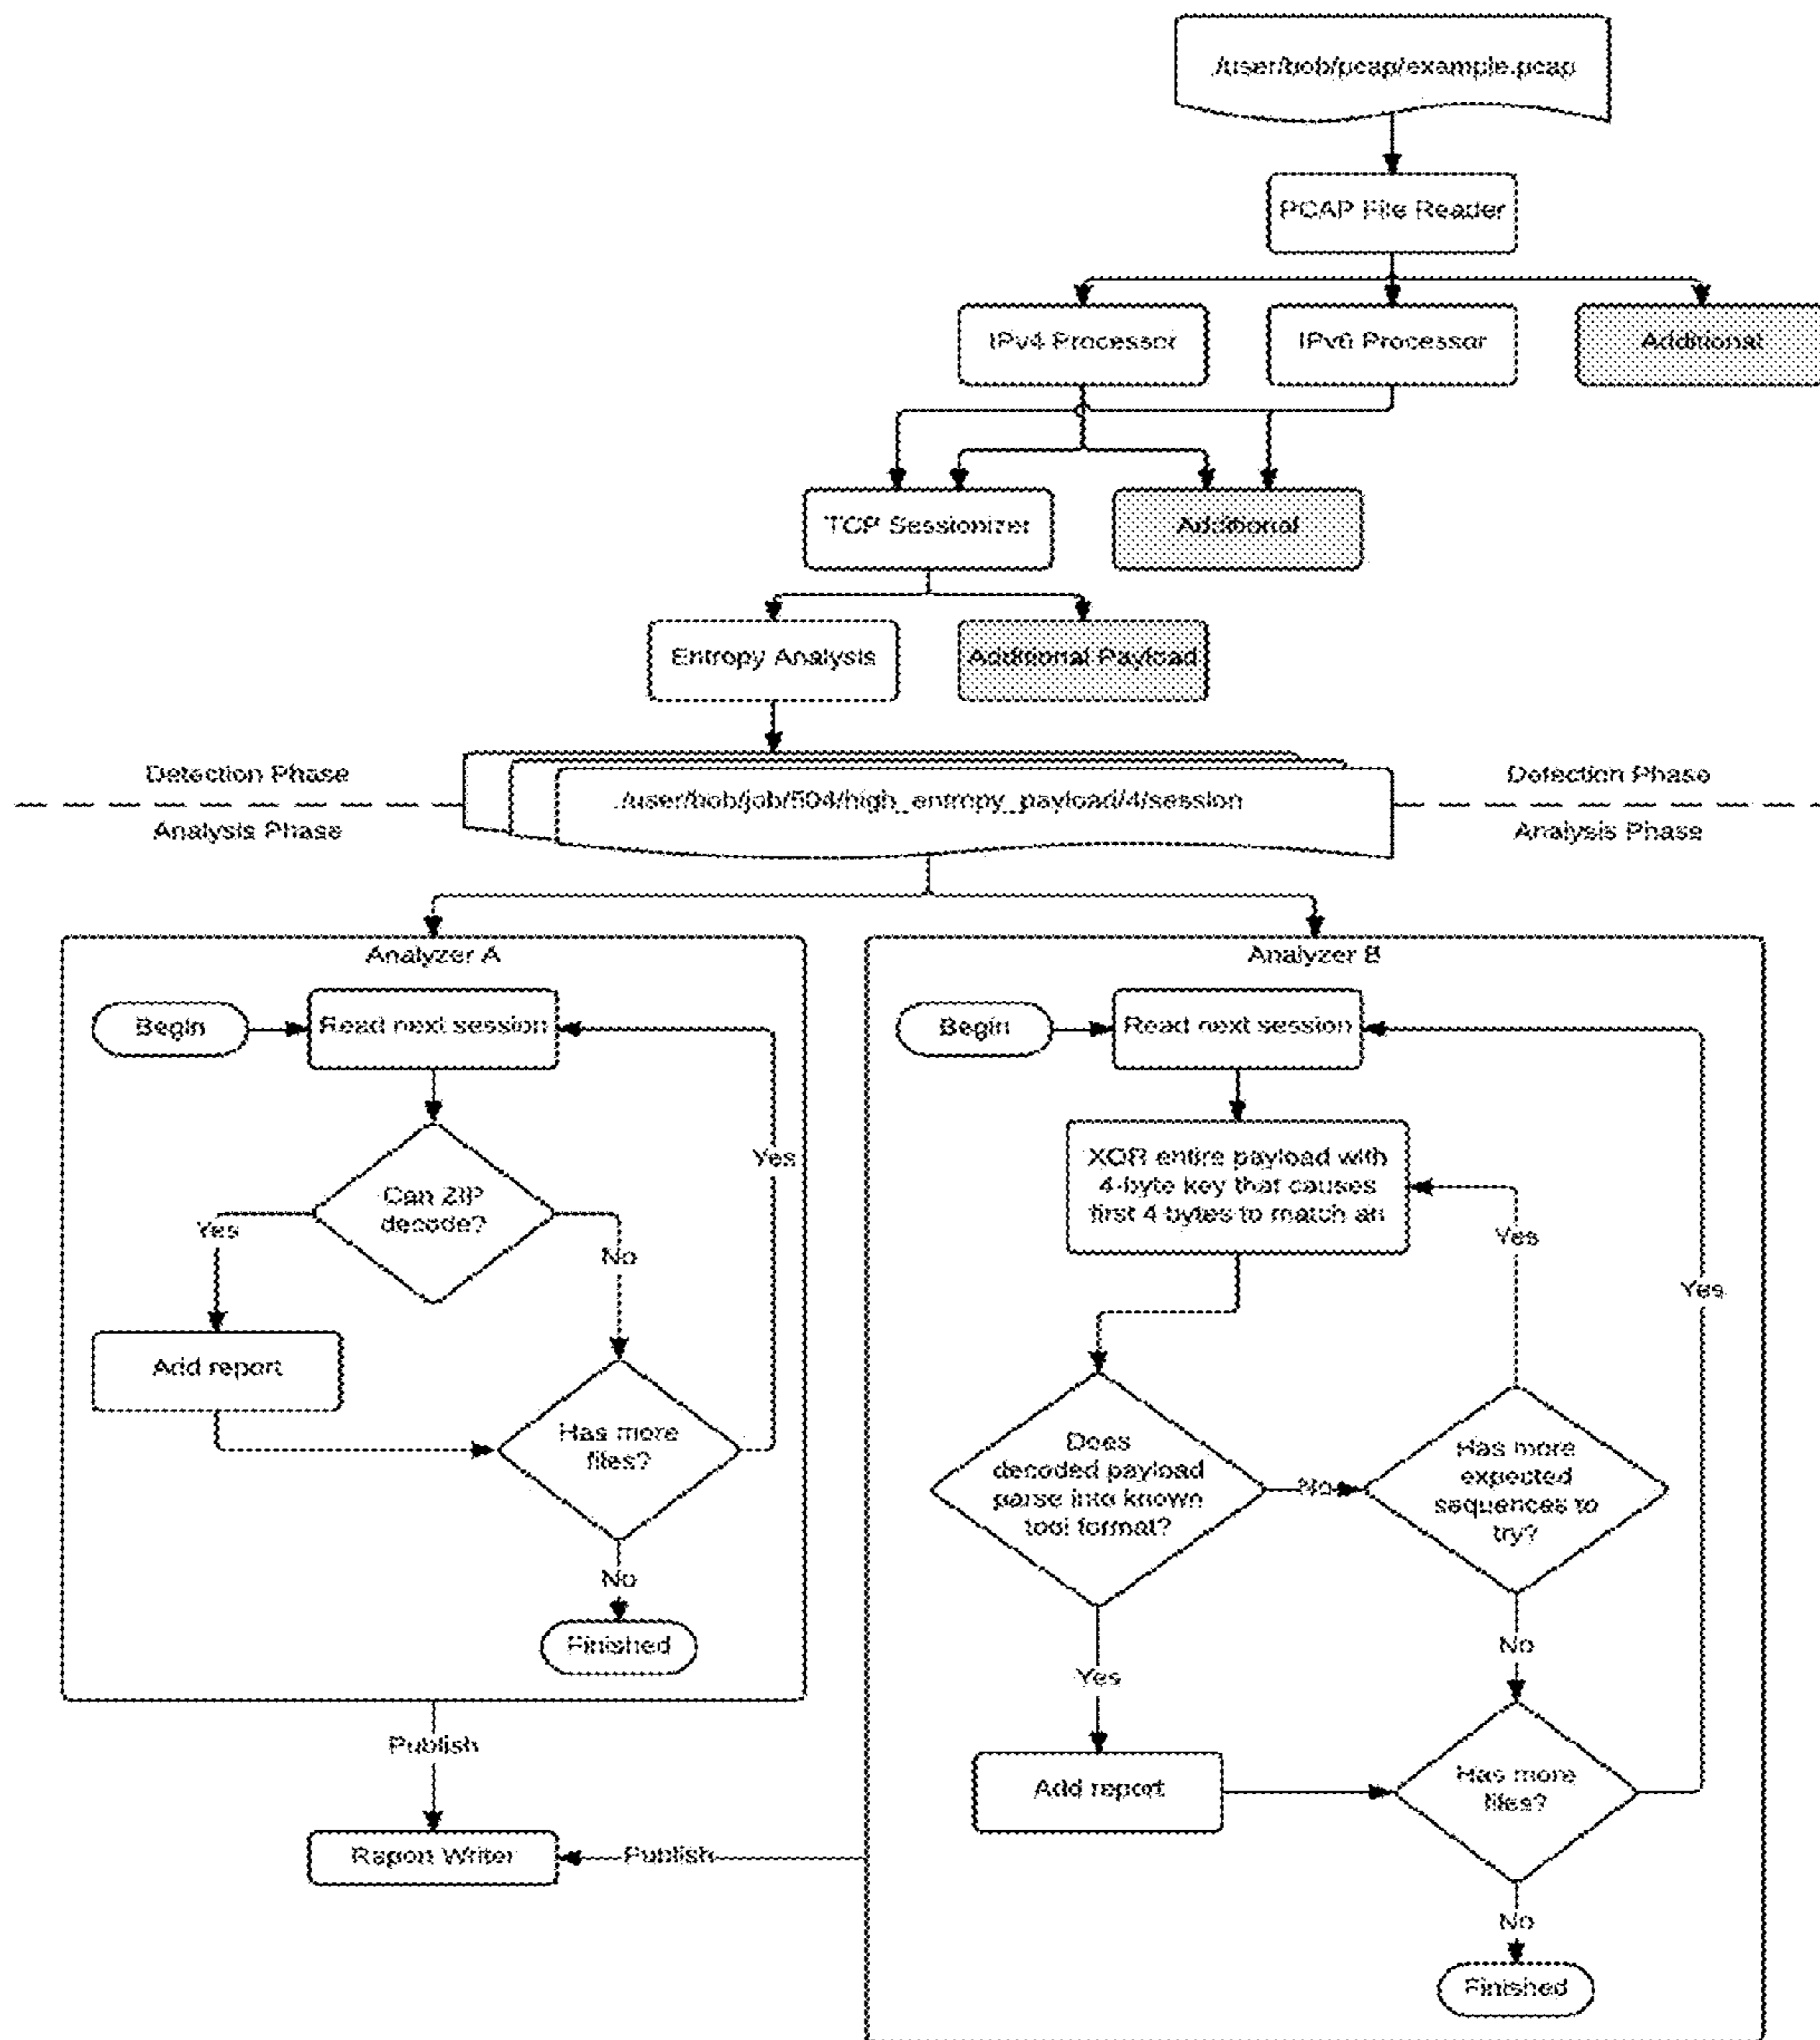 ./user/bob/pcap/example.pcap
PCAP File Reader
IPv4 Processor
IPv6 Processor
Additional
TCP Sessionizer
Additional
Entropy Analysis
Additional Payload
Detection Phase
Detection Phase
./user/bob/job/504/high_entropy_payload/4/session
Analysis Phase
Analysis Phase
Analyzer A
Begin
Read next session
Can ZIP
decode?
Yes
No
Yes
Add report
Has more
files?
No
Finished
Publish
Report Writer
Publish
Analyzer B
Begin
Read next session
XOR entire payload with
4-byte key that causes
first 4 bytes to match an
Yes
Yes
Does
decoded payload
parse into known
tool format?
No
Has more
expected
sequences to
try?
Yes
No
Add report
Has more
files?
No
Finished